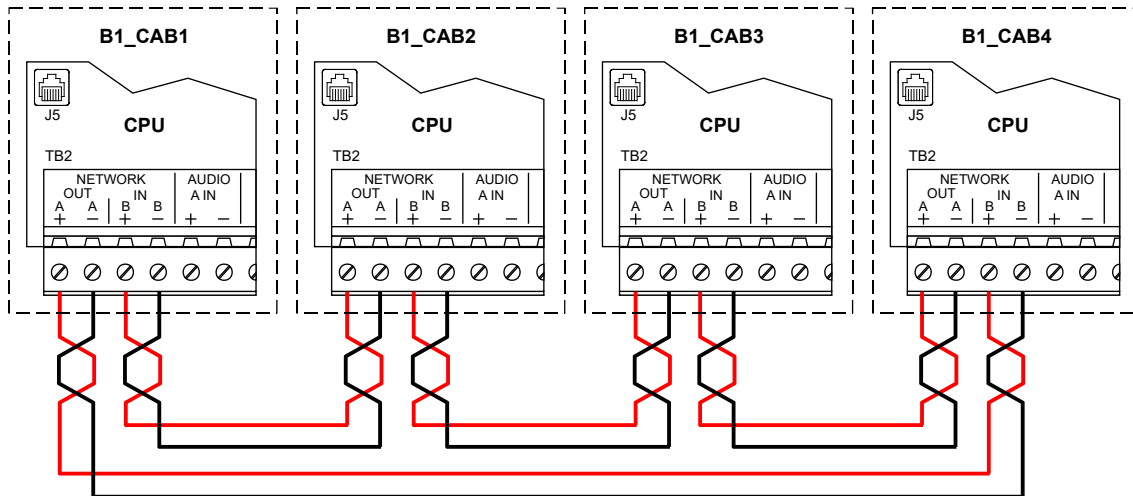 B1_CAB1 B1_CAB2 B1_CAB3 B1_CAB4
J5 J5 J5 J5
CPU CPU CPU CPU
TB2 TB2 TB2 TB2
NETWORK AUDIO NETWORK AUDIO NETWORK AUDIO NETWORK AUDIO
OUT IN A IN OUT IN A IN OUT IN A IN OUT IN A IN
A A B B A A B B A A B B A A B B
+ − + − + − + − + − + − + − + − + − + − + − + −